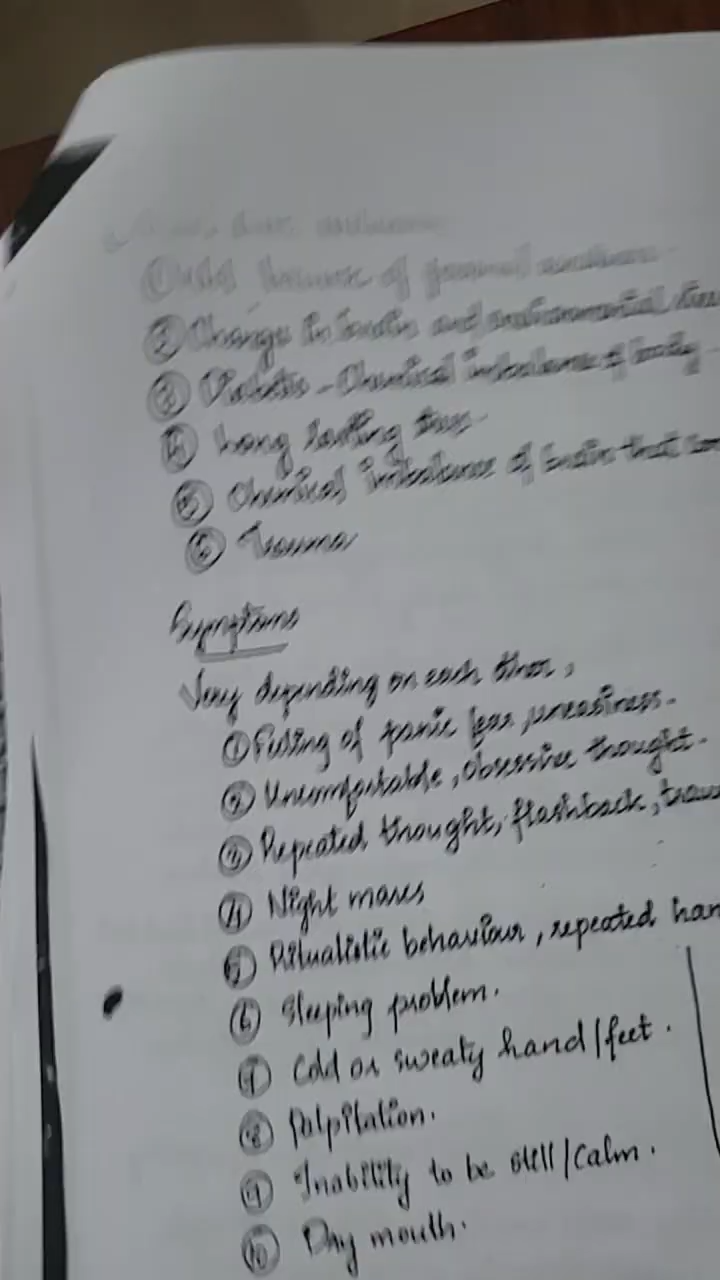 ② Change in brain and environmental
③ Diabetes - Chemical imbalance of body
④ Long lasting
⑤ Chemical imbalance of brain that
⑥ Trauma
Symptoms
Very depending on each other,
① Feeling of panic fear, uneasiness.
② Uncomfortable, obsessive thought.
③ Repeated thought, flashback,
④ Night mares
⑤ Ritualistic behaviour, repeated
⑥ Sleeping problem.
⑦ Cold or sweaty hand/feet.
⑧ Palpitation.
⑨ Inability to be still/Calm.
⑩ Dry mouth.